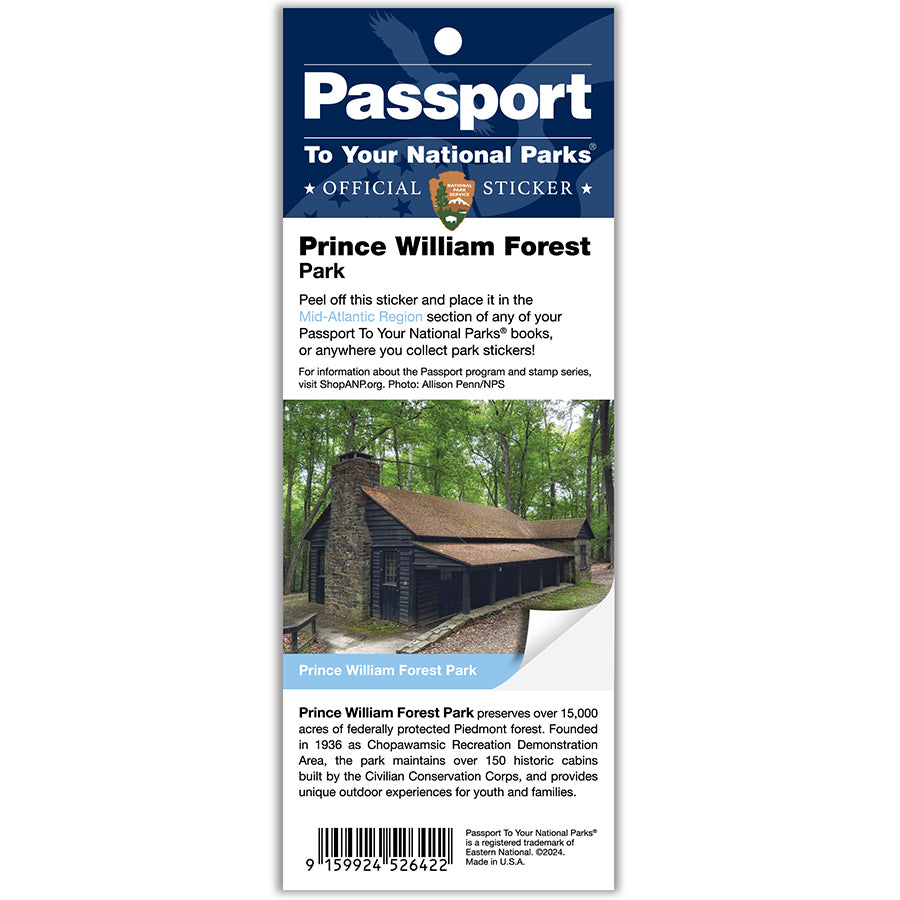 Passport
To Your National Parks®
★ OFFICIAL STICKER ★
NATIONAL
PARK
SERVICE
Prince William Forest
Park
Peel off this sticker and place it in the
Mid-Atlantic Region section of any of your
Passport To Your National Parks® books,
or anywhere you collect park stickers!
For information about the Passport program and stamp series,
visit ShopANP.org. Photo: Allison Penn/NPS
Prince William Forest Park
Prince William Forest Park preserves over 15,000
acres of federally protected Piedmont forest. Founded
in 1936 as Chopawamsic Recreation Demonstration
Area, the park maintains over 150 historic cabins
built by the Civilian Conservation Corps, and provides
unique outdoor experiences for youth and families.
9 159924 526422
Passport To Your National Parks®
is a registered trademark of
Eastern National. ©2024.
Made in U.S.A.